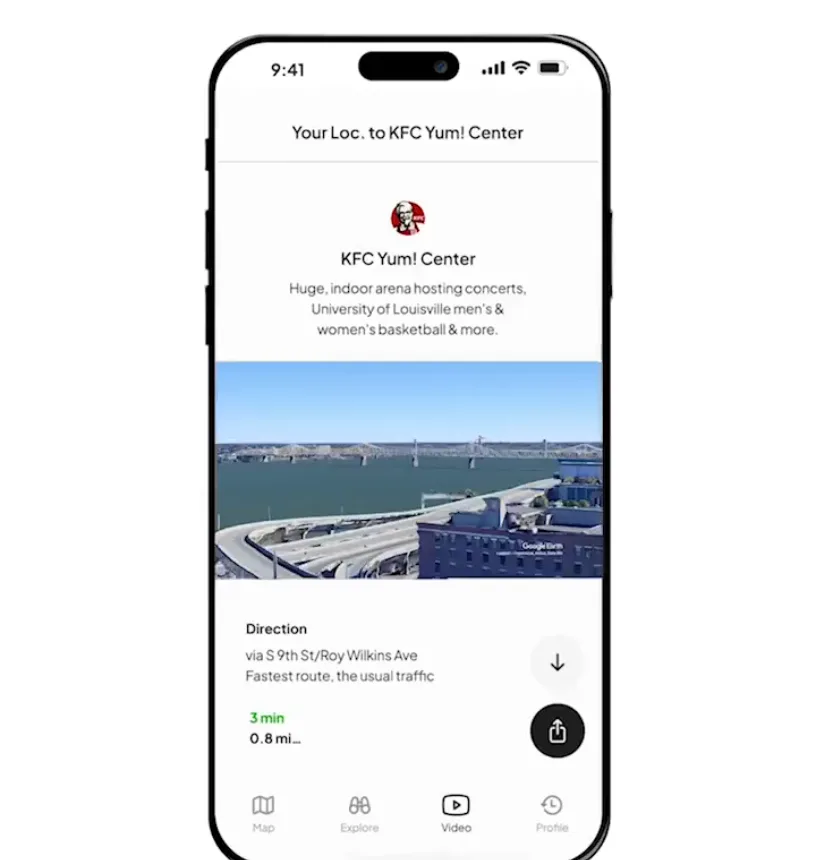 9:41
Your Loc. to KFC Yum! Center
KFC
KFC Yum! Center
Huge, indoor arena hosting concerts,
University of Louisville men's &
women's basketball & more.
Google Earth
Direction
via S 9th St/Roy Wilkins Ave
Fastest route, the usual traffic
3 min
0.8 mi...
Map
Explore
Video
Profile